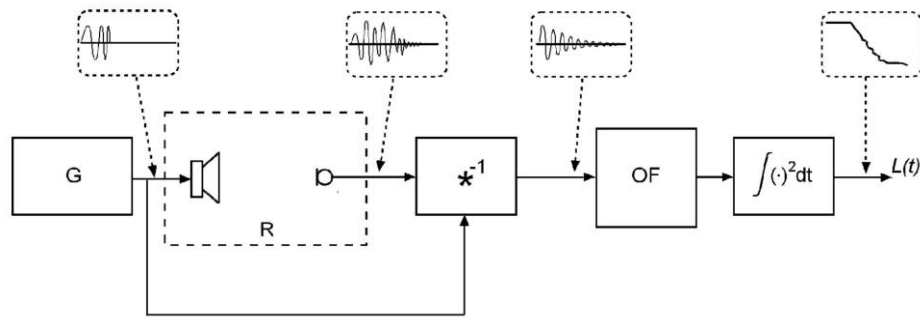 G
R
*⁻¹
OF
∫(·)²dt
L(t)